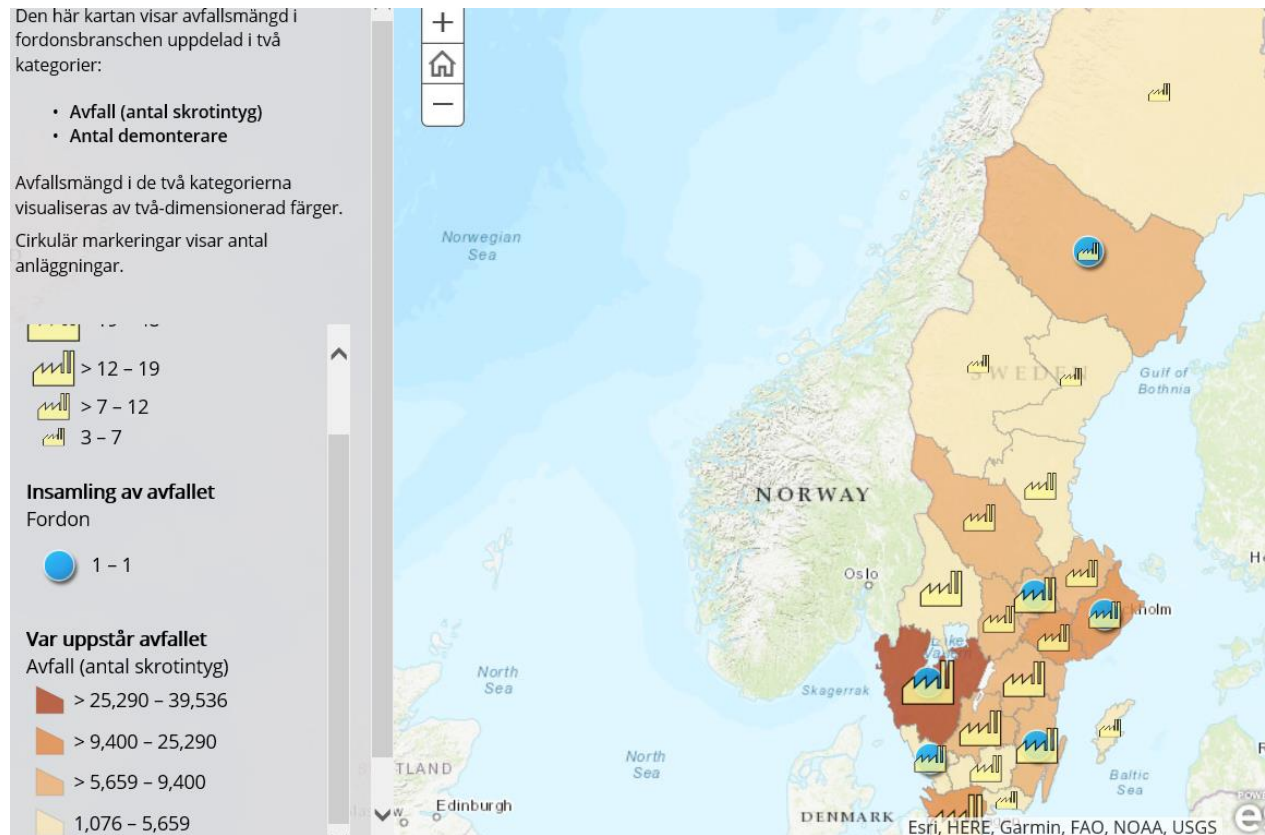 Den här kartan visar avfallsmängd i
fordonsbranschen uppdelad i två
kategorier:
• Avfall (antal skrotintyg)
• Antal demonterare
Avfallsmängd i de två kategorierna
visualiseras av två-dimensionerad färger.
Cirkulär markeringar visar antal
anläggningar.
> 12 – 19
> 7 – 12
3 – 7
Insamling av avfallet
Fordon
1 – 1
Var uppstår avfallet
Avfall (antal skrotintyg)
> 25,290 – 39,536
> 9,400 – 25,290
> 5,659 – 9,400
1,076 – 5,659
+
−
Norwegian
Sea
SWEDEN
Gulf of
Bothnia
NORWAY
Oslo
kholm
Lake
North
Sea
Skagerrak
North
Sea
TLAND
Edinburgh
Baltic
Sea
DENMARK
Esri, HERE, Garmin, FAO, NOAA, USGS